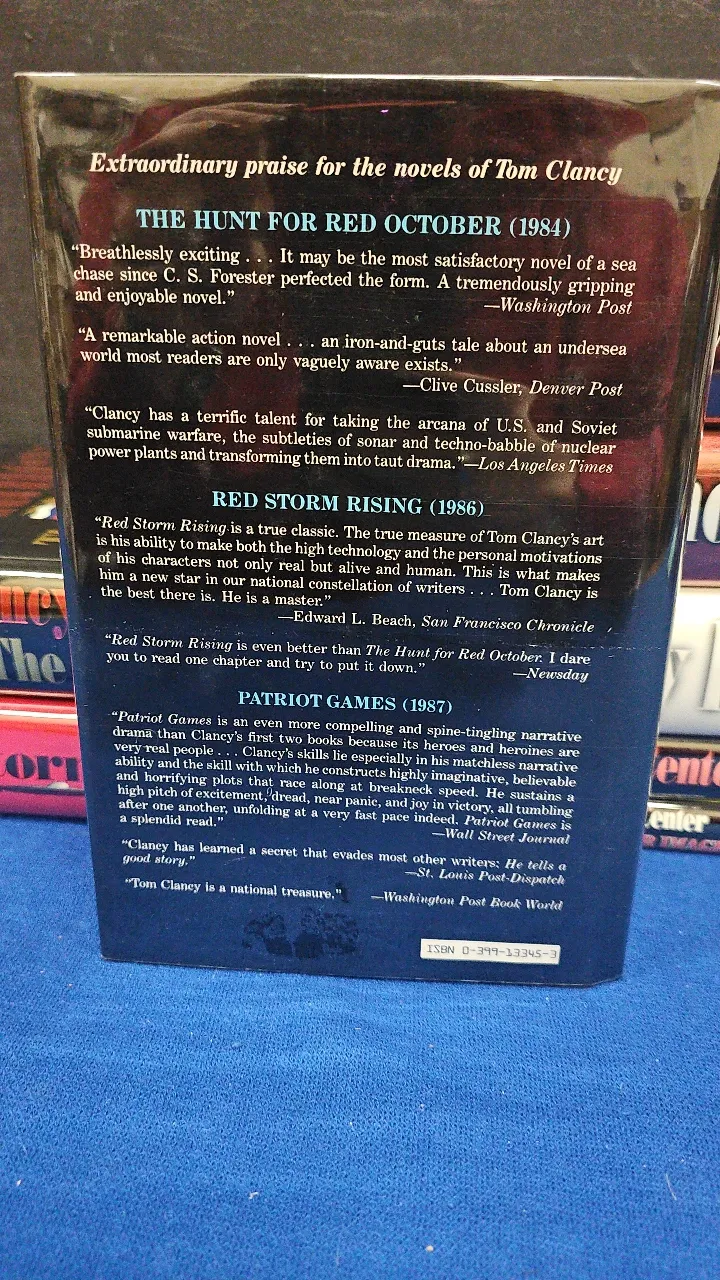 Extraordinary praise for the novels of Tom Clancy
THE HUNT FOR RED OCTOBER (1984)
“Breathlessly exciting . . . It may be the most satisfactory novel of a sea
chase since C. S. Forester perfected the form. A tremendously gripping
and enjoyable novel.” —Washington Post
“A remarkable action novel . . . an iron-and-guts tale about an undersea
world most readers are only vaguely aware exists.”
—Clive Cussler, Denver Post
“Clancy has a terrific talent for taking the arcana of U.S. and Soviet
submarine warfare, the subtleties of sonar and techno-babble of nuclear
power plants and transforming them into taut drama.”—Los Angeles Times
RED STORM RISING (1986)
“Red Storm Rising is a true classic. The true measure of Tom Clancy’s art
is his ability to make both the high technology and the personal motivations
of his characters not only real but alive and human. This is what makes
him a new star in our national constellation of writers . . . Tom Clancy is
the best there is. He is a master.”
—Edward L. Beach, San Francisco Chronicle
“Red Storm Rising is even better than The Hunt for Red October. I dare
you to read one chapter and try to put it down.” —Newsday
PATRIOT GAMES (1987)
“Patriot Games is an even more compelling and spine-tingling narrative
drama than Clancy’s first two books because its heroes and heroines are
very real people . . . Clancy’s skills lie especially in his matchless narrative
ability and the skill with which he constructs highly imaginative, believable
and horrifying plots that race along at breakneck speed. He sustains a
high pitch of excitement, dread, near panic, and joy in victory, all tumbling
after one another, unfolding at a very fast pace indeed. Patriot Games is
a splendid read.” —Wall Street Journal
“Clancy has learned a secret that evades most other writers: He tells a
good story.” —St. Louis Post-Dispatch
“Tom Clancy is a national treasure.” —Washington Post Book World
ISBN 0-399-13345-3
ncy
The
orn
ente
enter